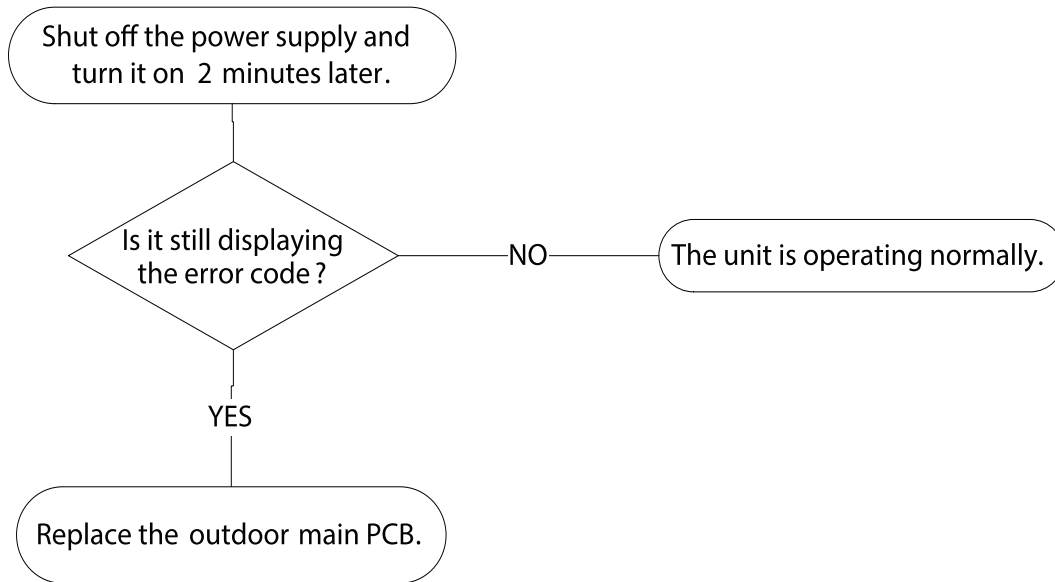 Shut off the power supply and
turn it on 2 minutes later.
Is it still displaying
the error code ?
NO
The unit is operating normally.
YES
Replace the outdoor main PCB.